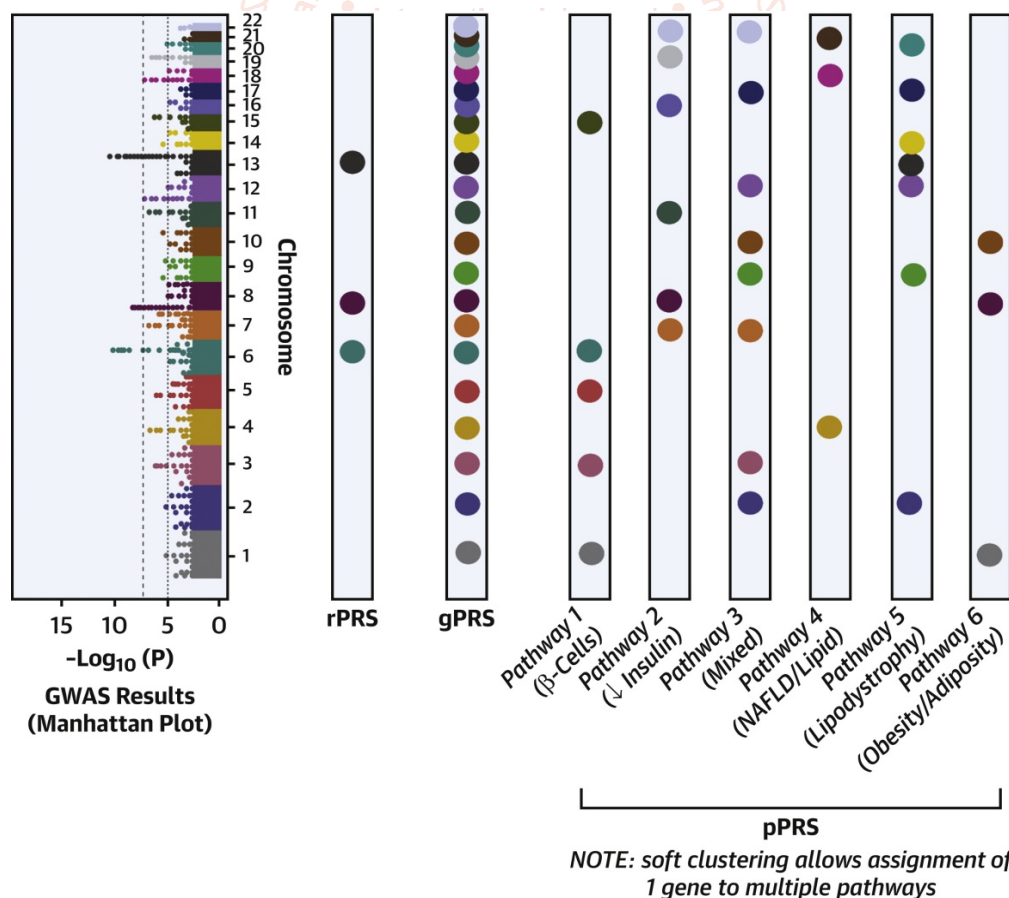 22
21
20
19
18
17
16
15
14
13
12
11
10
9
8
7
6
5
4
3
2
1
Chromosome
15 10 5 0
-Log10 (P)
GWAS Results
(Manhattan Plot)
rPRS
gPRS
Pathway 1
(β-Cells)
Pathway 2
(↓ Insulin)
Pathway 3
(Mixed)
Pathway 4
(NAFLD/Lipid)
Pathway 5
(Lipodystrophy)
Pathway 6
(Obesity/Adiposity)
pPRS
NOTE: soft clustering allows assignment of
1 gene to multiple pathways